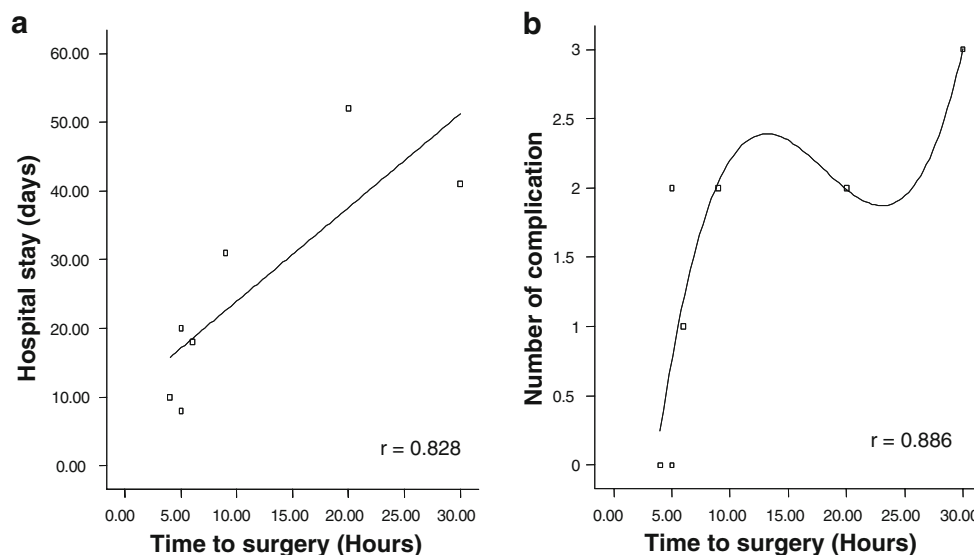 a
Hospital stay (days)
60.00
50.00
40.00
30.00
20.00
10.00
0.00
r = 0.828
0.00 5.00 10.00 15.00 20.00 25.00 30.00
Time to surgery (Hours)
b
Number of complication
3
2.5
2
1.5
1
0.5
0
r = 0.886
0.00 5.00 10.00 15.00 20.00 25.00 30.00
Time to surgery (Hours)